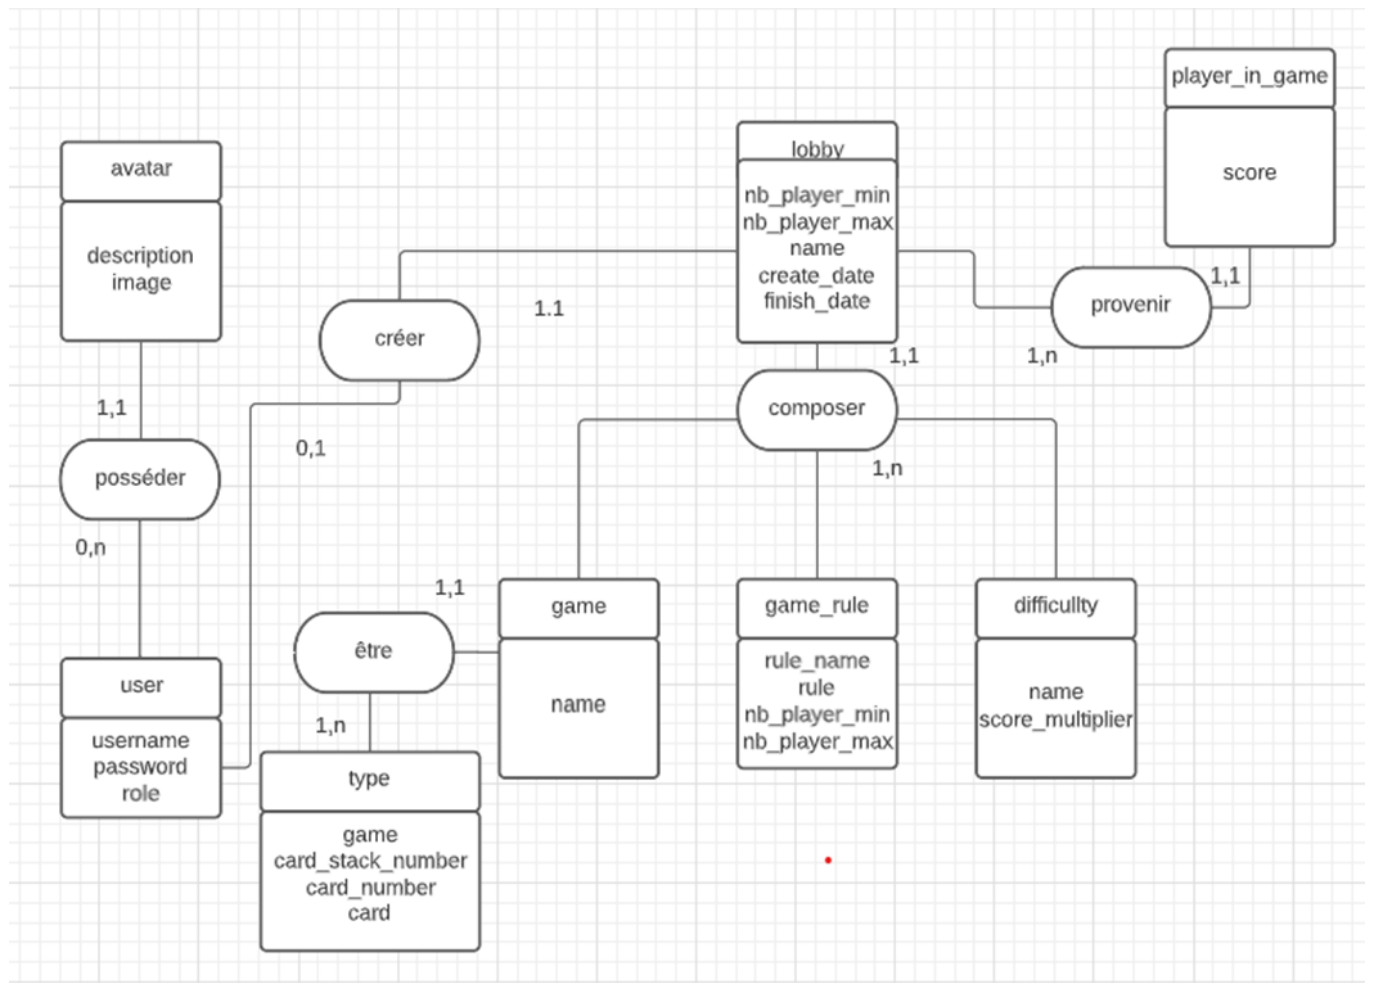 player_in_game
score
lobby
nb_player_min
nb_player_max
name
create_date
finish_date
avatar
description
image
provenir
1,1
1,n
créer
1.1
0,1
1,1
composer
1,n
1,1
posséder
0,n
user
username
password
role
1,1
être
1,n
type
game
card_stack_number
card_number
card
game
name
game_rule
rule_name
rule
nb_player_min
nb_player_max
difficullty
name
score_multiplier